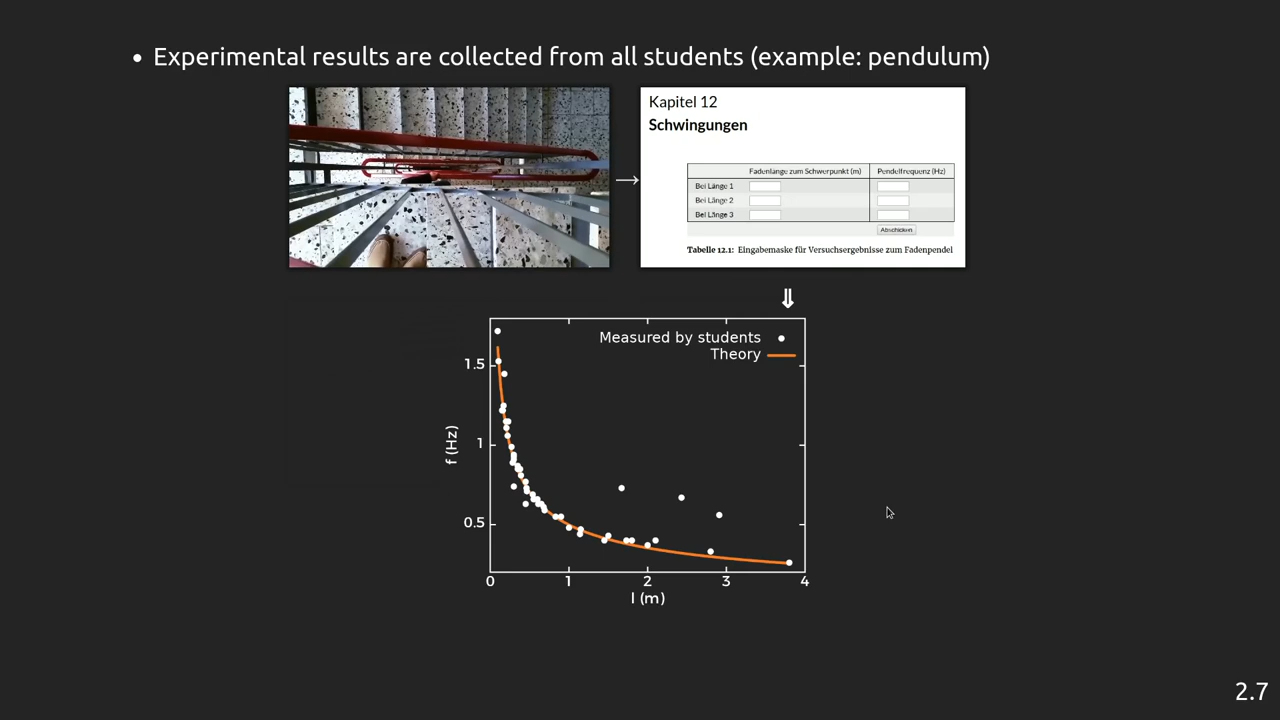 • Experimental results are collected from all students (example: pendulum)
Kapitel 12
Schwingungen
Fadenlänge zum Schwerpunkt (m) Pendelfrequenz (Hz)
Bei Länge 1
Bei Länge 2
Bei Länge 3
Abschicken
Tabelle 12.1: Eingabemaske für Versuchsergebnisse zum Fadenpendel
→
⇓
Measured by students
Theory
1.5
1
0.5
f (Hz)
0 1 2 3 4
l (m)
2.7